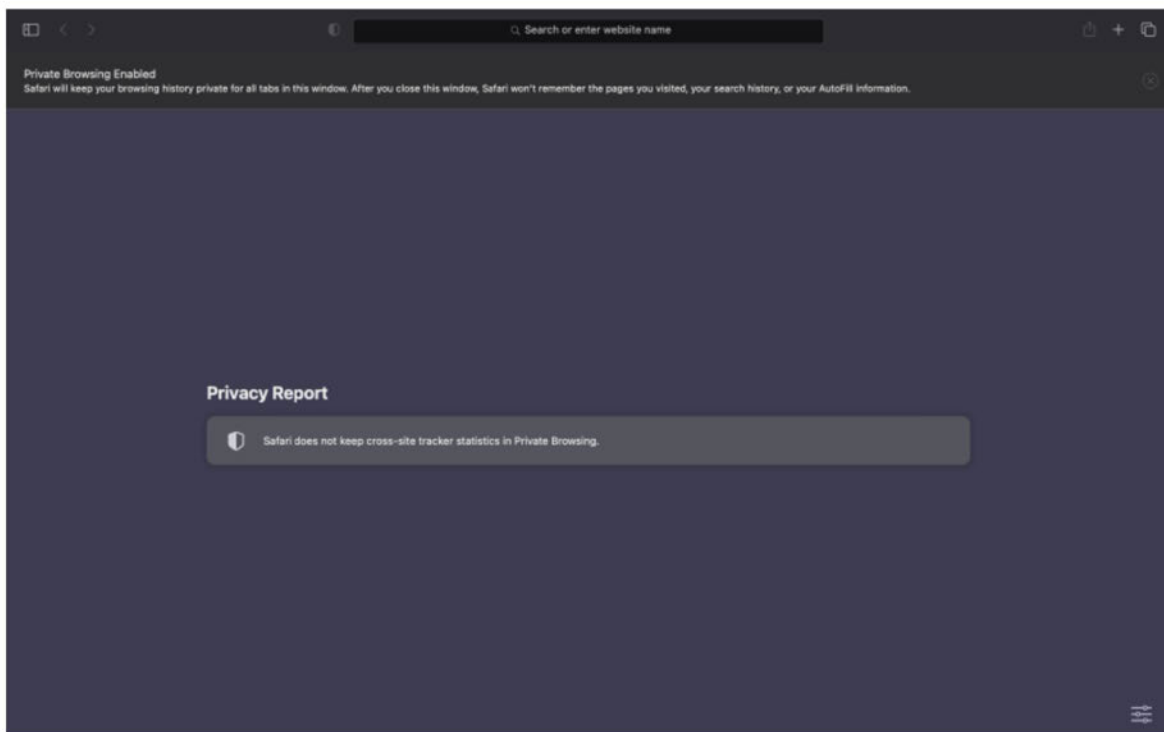 Search or enter website name
Private Browsing Enabled
Safari will keep your browsing history private for all tabs in this window. After you close this window, Safari won't remember the pages you visited, your search history, or your AutoFill information.
Privacy Report
Safari does not keep cross-site tracker statistics in Private Browsing.